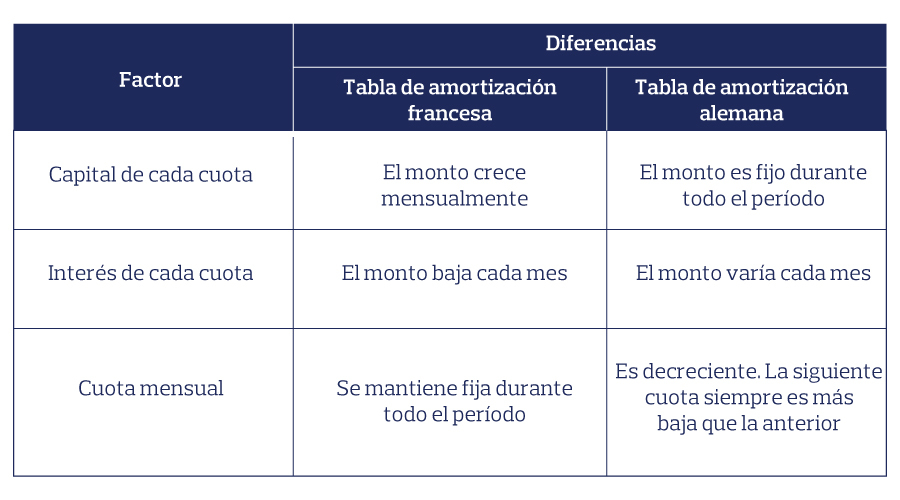 Factor
Diferencias
Tabla de amortización
francesa
Tabla de amortización
alemana
Capital de cada cuota
El monto crece
mensualmente
El monto es fijo durante
todo el período
Interés de cada cuota
El monto baja cada mes
El monto varía cada mes
Cuota mensual
Se mantiene fija durante
todo el período
Es decreciente. La siguiente
cuota siempre es más
baja que la anterior